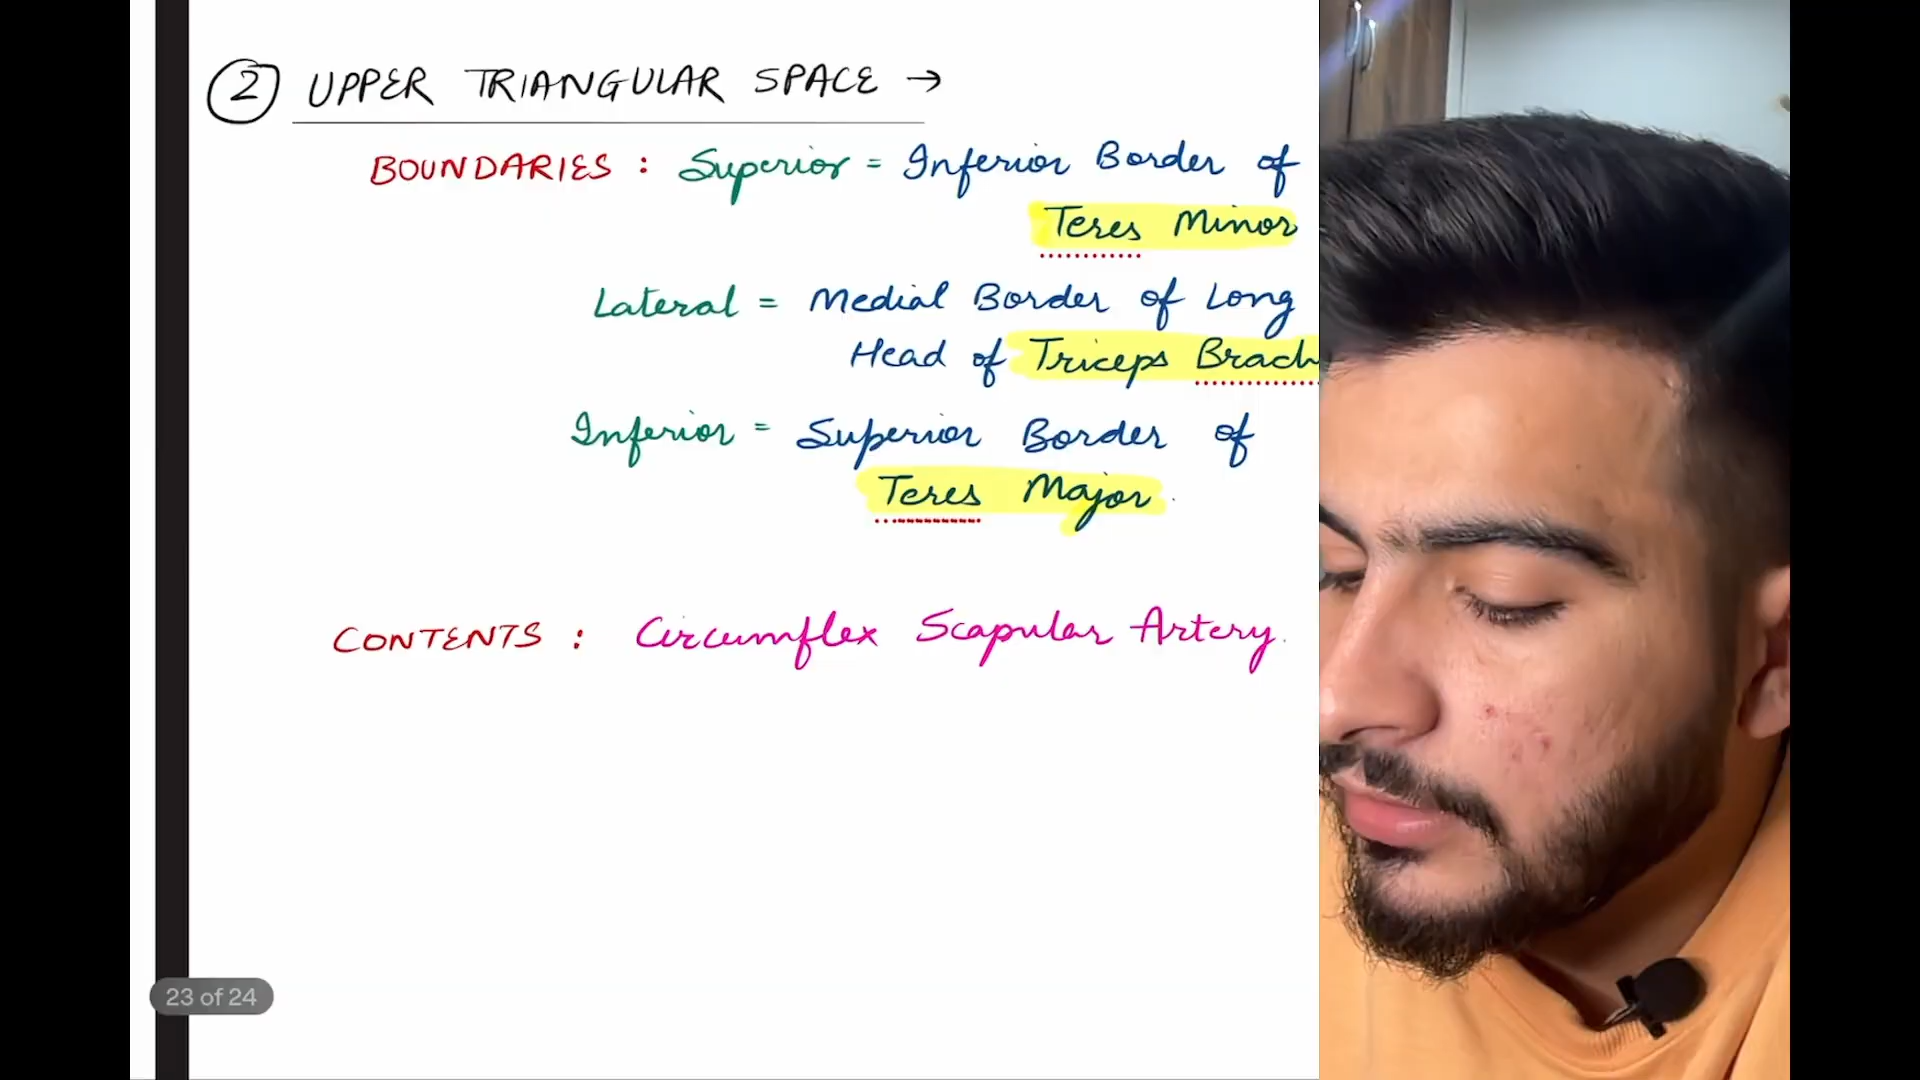 2 UPPER TRIANGULAR SPACE →
BOUNDARIES : Superior = Inferior Border of
Teres Minor
Lateral = Medial Border of Long
Head of Triceps Brach
Inferior = Superior Border of
Teres Major
CONTENTS : Circumflex Scapular Artery.
23 of 24